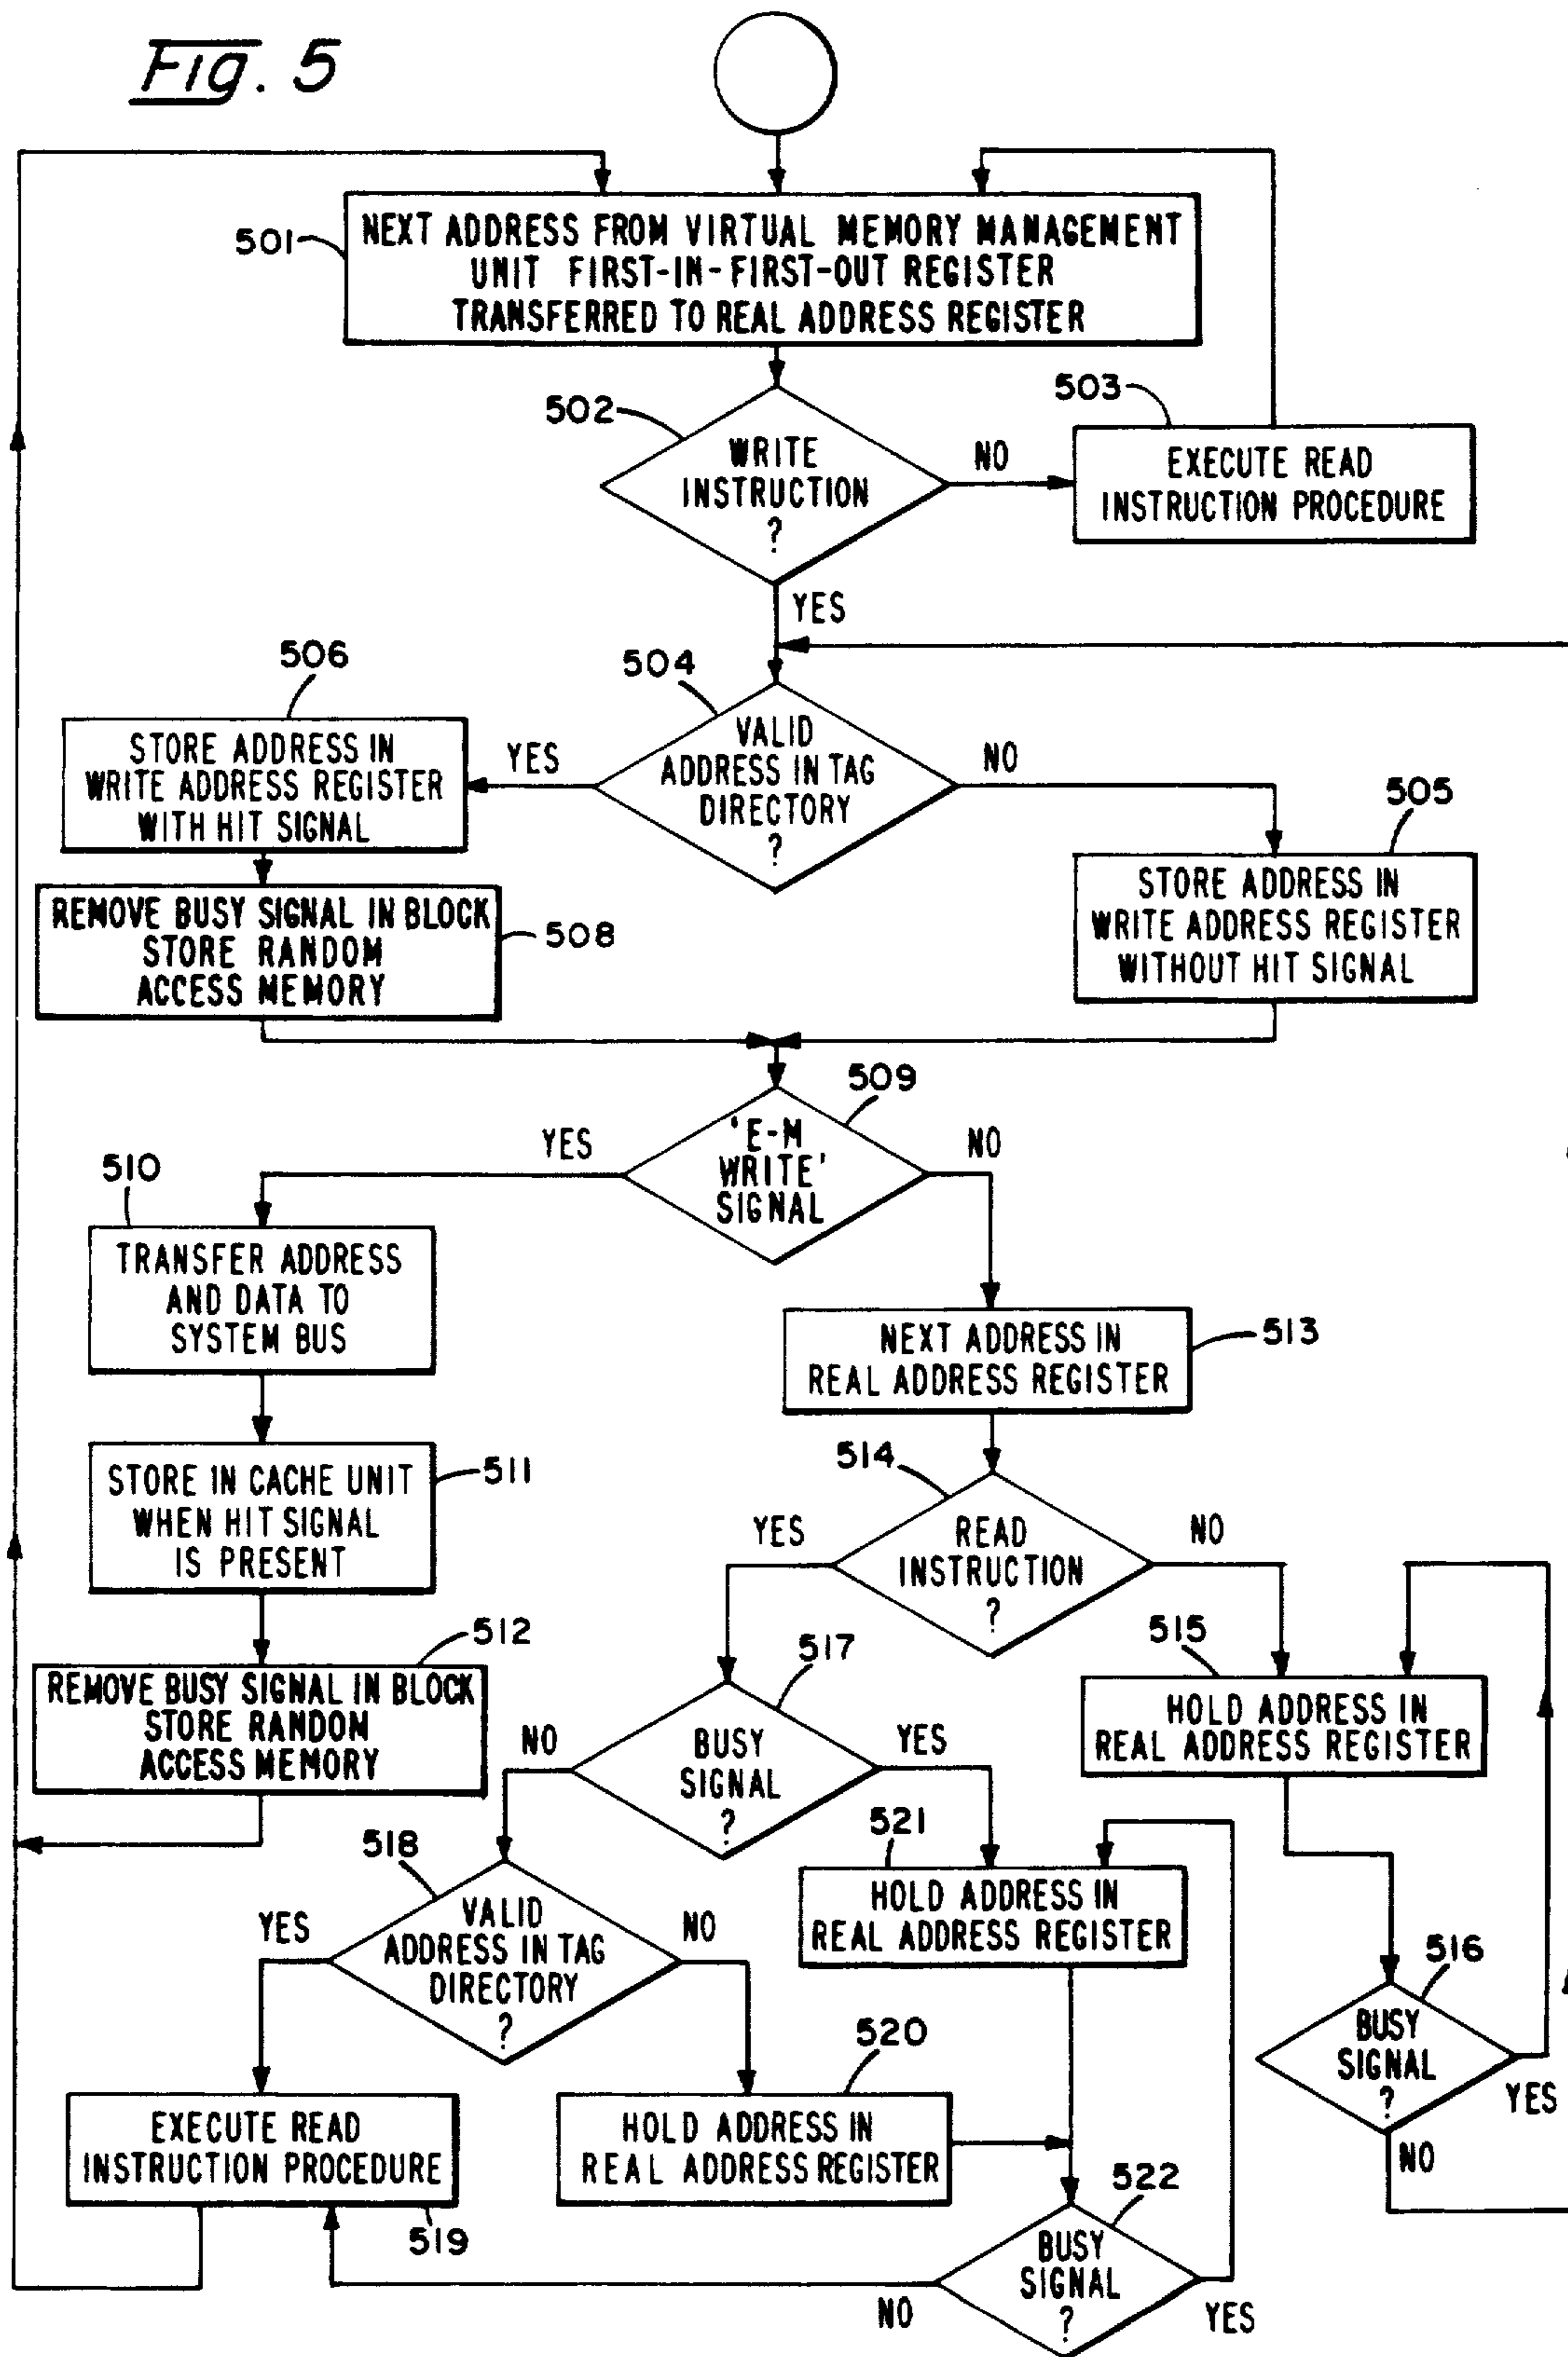 Fig. 5
501
NEXT ADDRESS FROM VIRTUAL MEMORY MANAGEMENT
UNIT FIRST-IN-FIRST-OUT REGISTER
TRANSFERRED TO REAL ADDRESS REGISTER
502
WRITE
INSTRUCTION
?
NO
YES
503
EXECUTE READ
INSTRUCTION PROCEDURE
504
VALID
ADDRESS IN TAG
DIRECTORY
?
YES
NO
506
STORE ADDRESS IN
WRITE ADDRESS REGISTER
WITH HIT SIGNAL
505
STORE ADDRESS IN
WRITE ADDRESS REGISTER
WITHOUT HIT SIGNAL
REMOVE BUSY SIGNAL IN BLOCK
STORE RANDOM
ACCESS MEMORY
508
509
'E-M
WRITE'
SIGNAL
YES
NO
510
TRANSFER ADDRESS
AND DATA TO
SYSTEM BUS
NEXT ADDRESS IN
REAL ADDRESS REGISTER
513
STORE IN CACHE UNIT
WHEN HIT SIGNAL
IS PRESENT
511
514
READ
INSTRUCTION
?
YES
NO
512
REMOVE BUSY SIGNAL IN BLOCK
STORE RANDOM
ACCESS MEMORY
517
BUSY
SIGNAL
?
NO
YES
515
HOLD ADDRESS IN
REAL ADDRESS REGISTER
518
VALID
ADDRESS IN TAG
DIRECTORY
?
YES
NO
521
HOLD ADDRESS IN
REAL ADDRESS REGISTER
516
BUSY
SIGNAL
?
YES
NO
EXECUTE READ
INSTRUCTION PROCEDURE
519
520
HOLD ADDRESS IN
REAL ADDRESS REGISTER
522
BUSY
SIGNAL
?
NO
YES